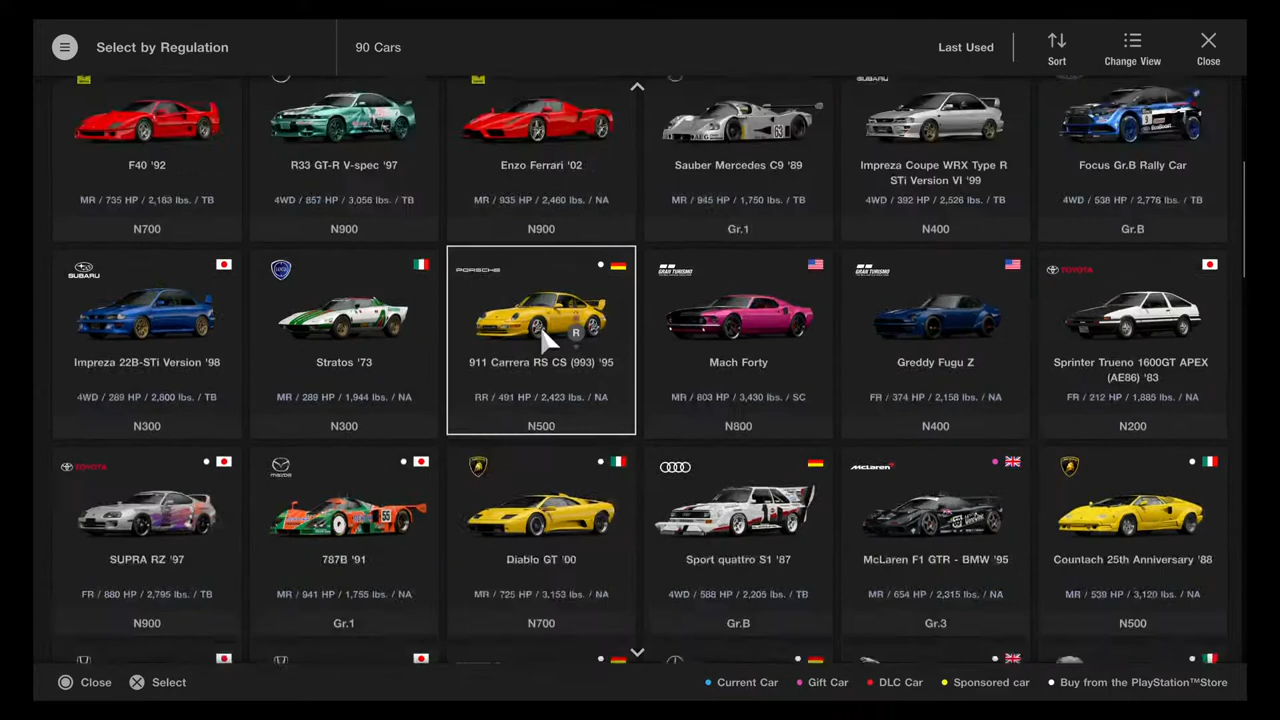 Select by Regulation
90 Cars
Last Used
Sort
Change View
Close
SUBARU
F40 '92
R33 GT-R V-spec '97
Enzo Ferrari '02
Sauber Mercedes C9 '89
Impreza Coupe WRX Type R
STi Version VI '99
Focus Gr.B Rally Car
MR / 735 HP / 2,183 lbs. / TB
4WD / 857 HP / 3,056 lbs. / TB
MR / 935 HP / 2,460 lbs. / NA
MR / 945 HP / 1,750 lbs. / TB
4WD / 392 HP / 2,526 lbs. / TB
4WD / 538 HP / 2,776 lbs. / TB
N700
N900
N900
Gr.1
N400
Gr.B
SUBARU
PORSCHE
GRAN TURISMO
GRAN TURISMO
TOYOTA
R
Impreza 22B-STi Version '98
Stratos '73
911 Carrera RS CS (993) '95
Mach Forty
Greddy Fugu Z
Sprinter Trueno 1600GT APEX
(AE86) '83
4WD / 289 HP / 2,800 lbs. / TB
MR / 289 HP / 1,944 lbs. / NA
RR / 491 HP / 2,423 lbs. / NA
MR / 803 HP / 3,430 lbs. / SC
FR / 374 HP / 2,158 lbs. / NA
FR / 212 HP / 1,885 lbs. / NA
N300
N300
N500
N800
N400
N200
TOYOTA
mazda
McLaren
63
55
SUPRA RZ '97
787B '91
Diablo GT '00
Sport quattro S1 '87
McLaren F1 GTR - BMW '95
Countach 25th Anniversary '88
FR / 880 HP / 2,795 lbs. / TB
MR / 941 HP / 1,755 lbs. / NA
MR / 725 HP / 3,153 lbs. / NA
4WD / 588 HP / 2,205 lbs. / TB
MR / 654 HP / 2,315 lbs. / NA
MR / 539 HP / 3,120 lbs. / NA
N900
Gr.1
N700
Gr.B
Gr.3
N500
Close
Select
Current Car
Gift Car
DLC Car
Sponsored car
Buy from the PlayStation™Store